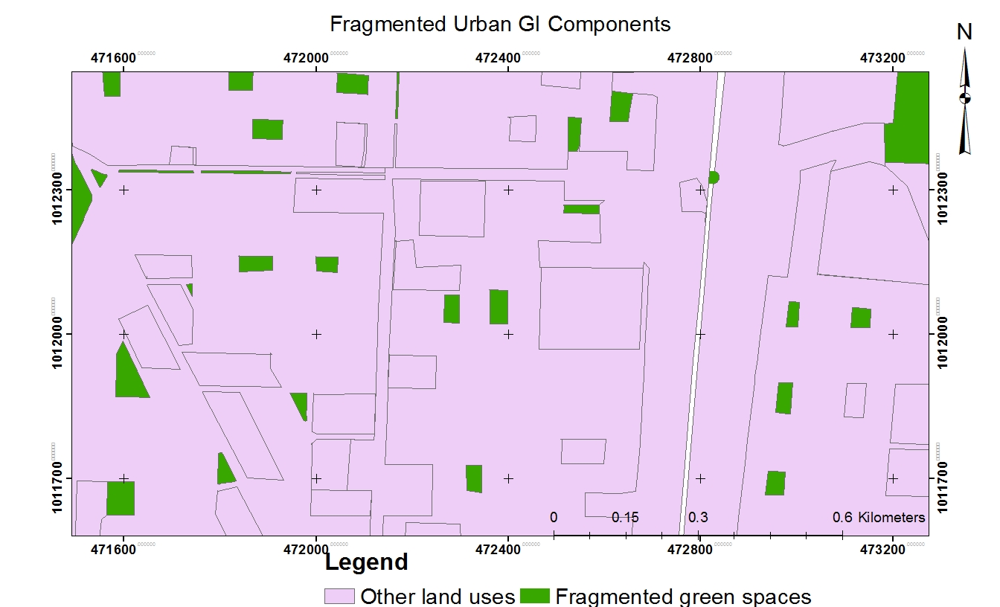 Fragmented Urban GI Components
N
471600 472000 472400 472800 473200
1012300 1012300
1012000 1012000
1011700 1011700
0 0.15 0.3 0.6 Kilometers
471600 472000 472400 472800 473200
Legend
Other land uses Fragmented green spaces